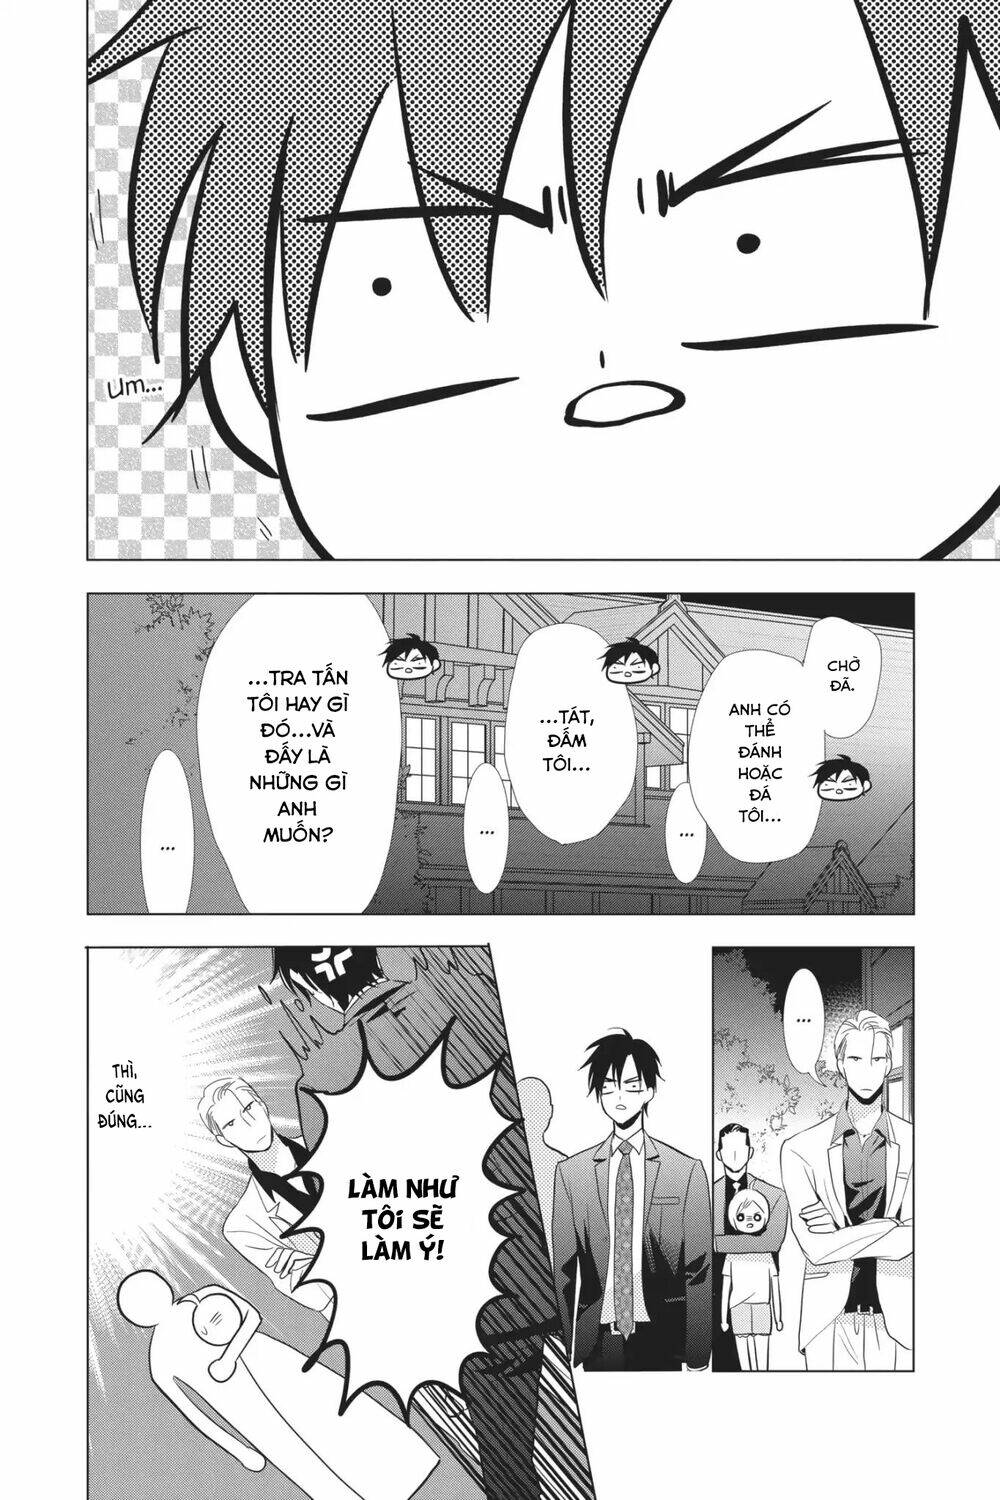 Um...
CHỜ
ĐÃ.
ANH CÓ
THỂ
ĐÁNH
HOẶC
ĐÁ
TÔI...
...
...TÁT,
ĐẤM
TÔI...
...
...TRA TẤN
TÔI HAY GÌ
ĐÓ...VÀ
ĐẤY LÀ
NHỮNG GÌ
ANH
MUỐN?
...
...
LÀM NHƯ
TÔI SẼ
LÀM Ý!
THÌ,
CŨNG
ĐÚNG...